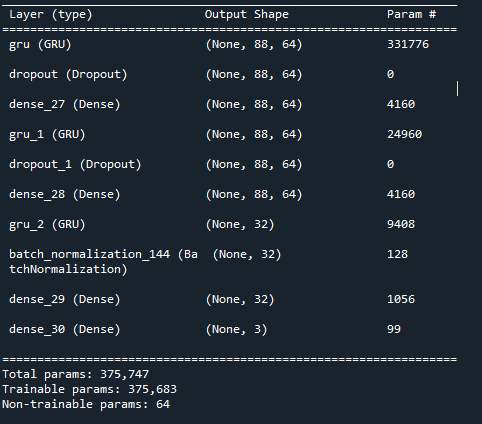 Layer (type) Output Shape Param #
gru (GRU) (None, 88, 64) 331776
dropout (Dropout) (None, 88, 64) 0
dense_27 (Dense) (None, 88, 64) 4160
gru_1 (GRU) (None, 88, 64) 24960
dropout_1 (Dropout) (None, 88, 64) 0
dense_28 (Dense) (None, 88, 64) 4160
gru_2 (GRU) (None, 32) 9408
batch_normalization_144 (Ba (None, 32) 128
tchNormalization)
dense_29 (Dense) (None, 32) 1056
dense_30 (Dense) (None, 3) 99
Total params: 375,747
Trainable params: 375,683
Non-trainable params: 64